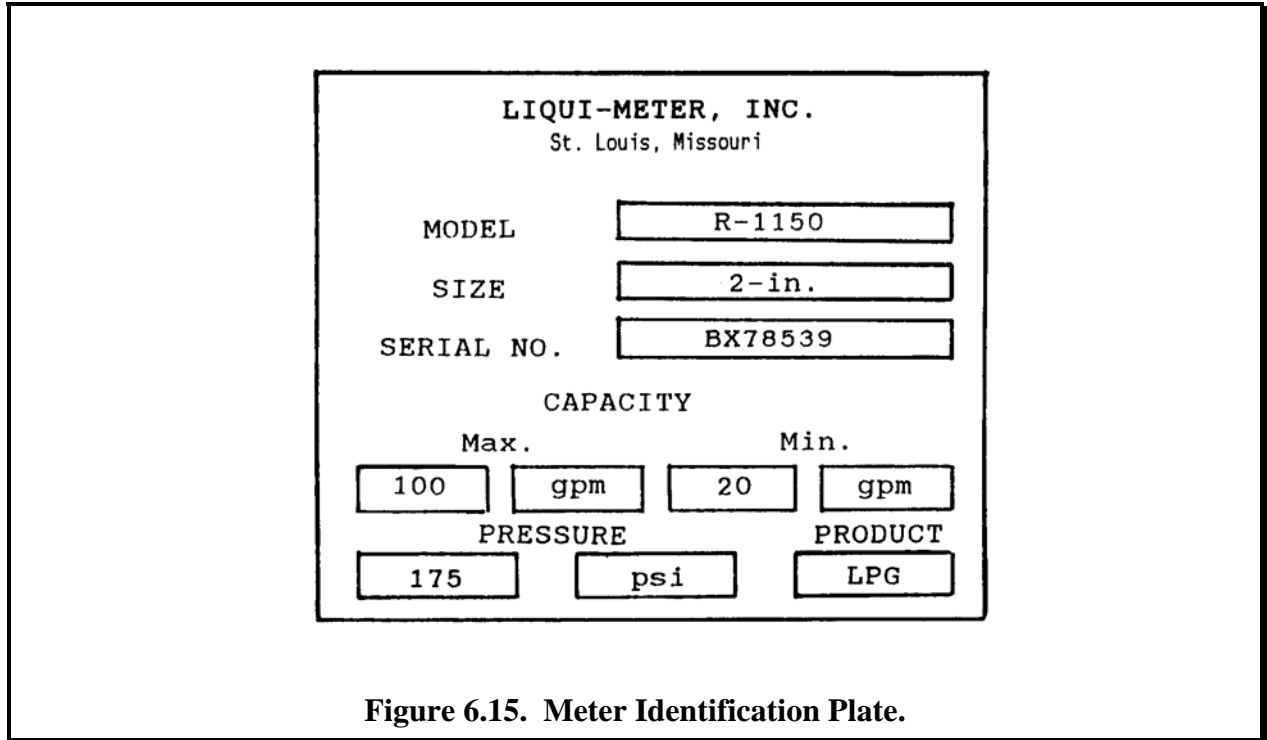 LIQUI-METER, INC.
St. Louis, Missouri
MODEL R-1150
SIZE 2-in.
SERIAL NO. BX78539
CAPACITY
Max. Min.
100 gpm 20 gpm
PRESSURE PRODUCT
175 psi LPG
Figure 6.15. Meter Identification Plate.